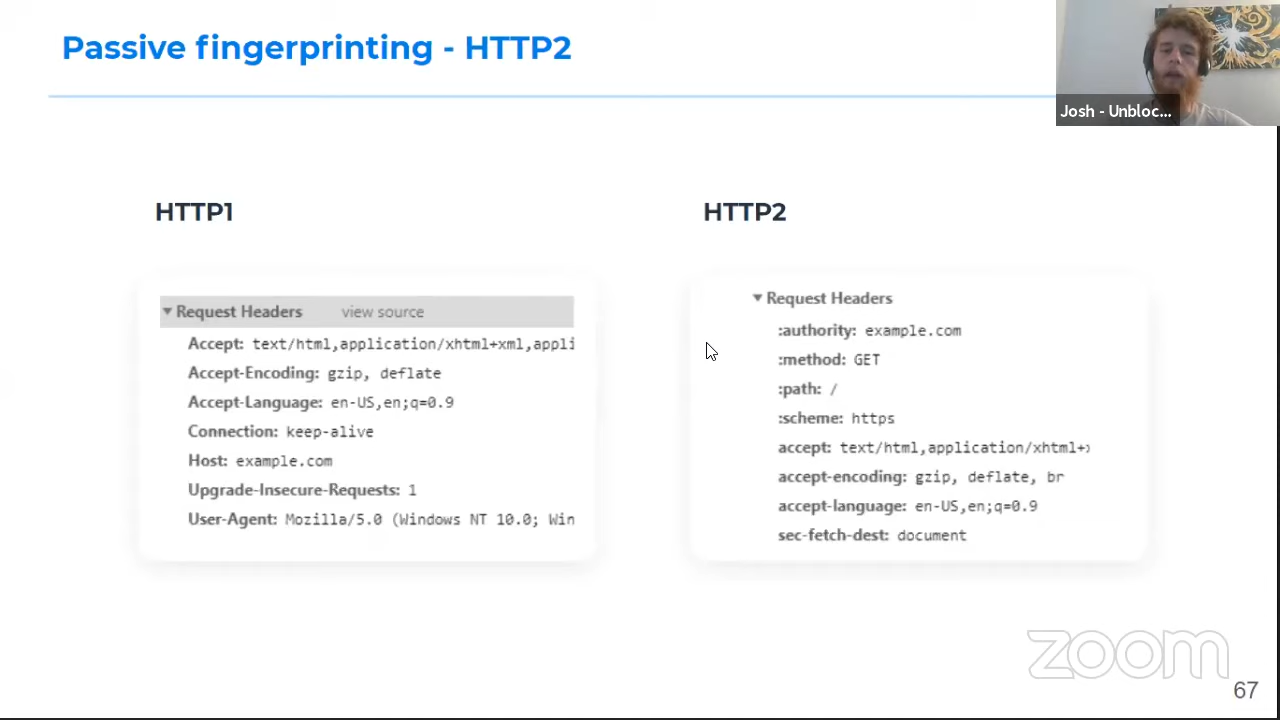 Passive fingerprinting - HTTP2
Josh - Unbloc...
HTTP1
Request Headers view source
Accept: text/html,application/xhtml+xml,appli
Accept-Encoding: gzip, deflate
Accept-Language: en-US,en;q=0.9
Connection: keep-alive
Host: example.com
Upgrade-Insecure-Requests: 1
User-Agent: Mozilla/5.0 (Windows NT 10.0; Win
HTTP2
Request Headers
:authority: example.com
:method: GET
:path: /
:scheme: https
accept: text/html,application/xhtml+
accept-encoding: gzip, deflate, br
accept-language: en-US,en;q=0.9
sec-fetch-dest: document
zoom
67